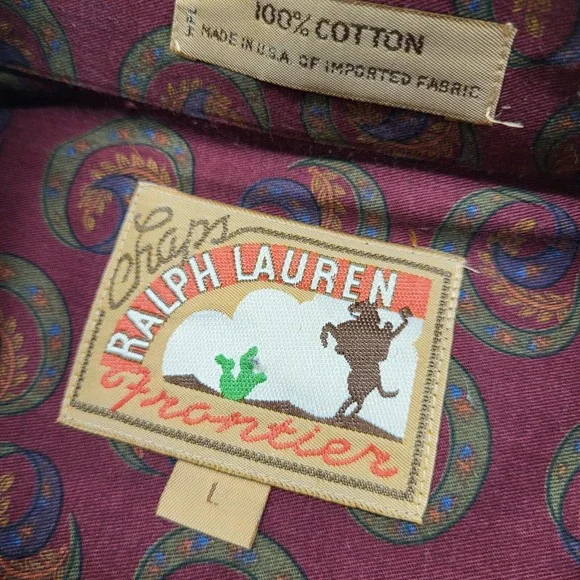 100% COTTON
MADE IN U.S.A. OF IMPORTED FABRIC
Chaps
RALPH LAUREN
Frontier
L